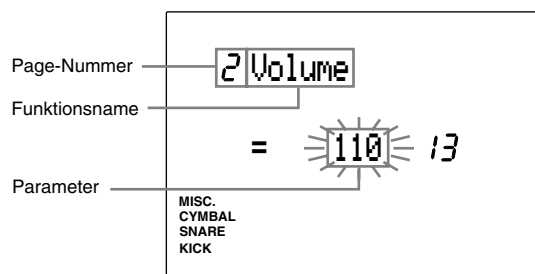 Page-Nummer
2 Volume
Funktionsname
= 110 13
Parameter
MISC.
CYMBAL
SNARE
KICK